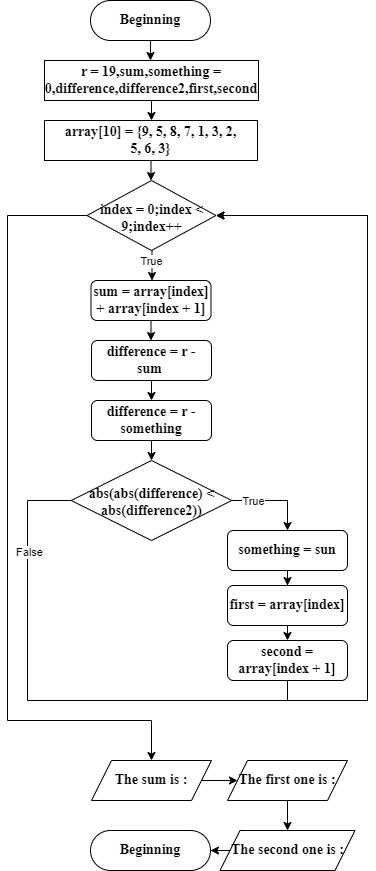 Beginning
r = 19,sum,something =
0,difference,difference2,first,second
array[10] = {9, 5, 8, 7, 1, 3, 2,
5, 6, 3}
index = 0;index <
9;index++
True
sum = array[index]
+ array[index + 1]
difference = r -
sum
difference = r -
something
abs(abs(difference) <
abs(difference2))
True
False
something = sun
first = array[index]
second =
array[index + 1]
The sum is :
The first one is :
Beginning
The second one is :